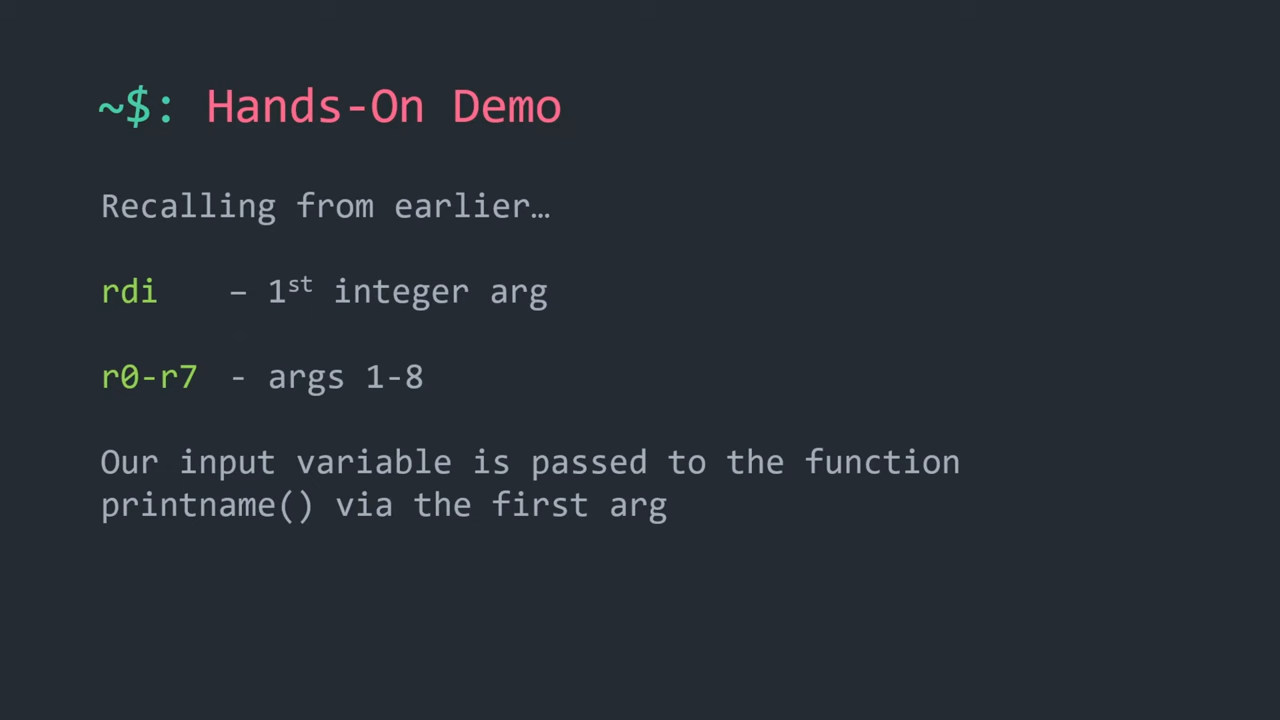 ~$: Hands-On Demo
Recalling from earlier…
rdi – 1st integer arg
r0-r7 - args 1-8
Our input variable is passed to the function
printname() via the first arg